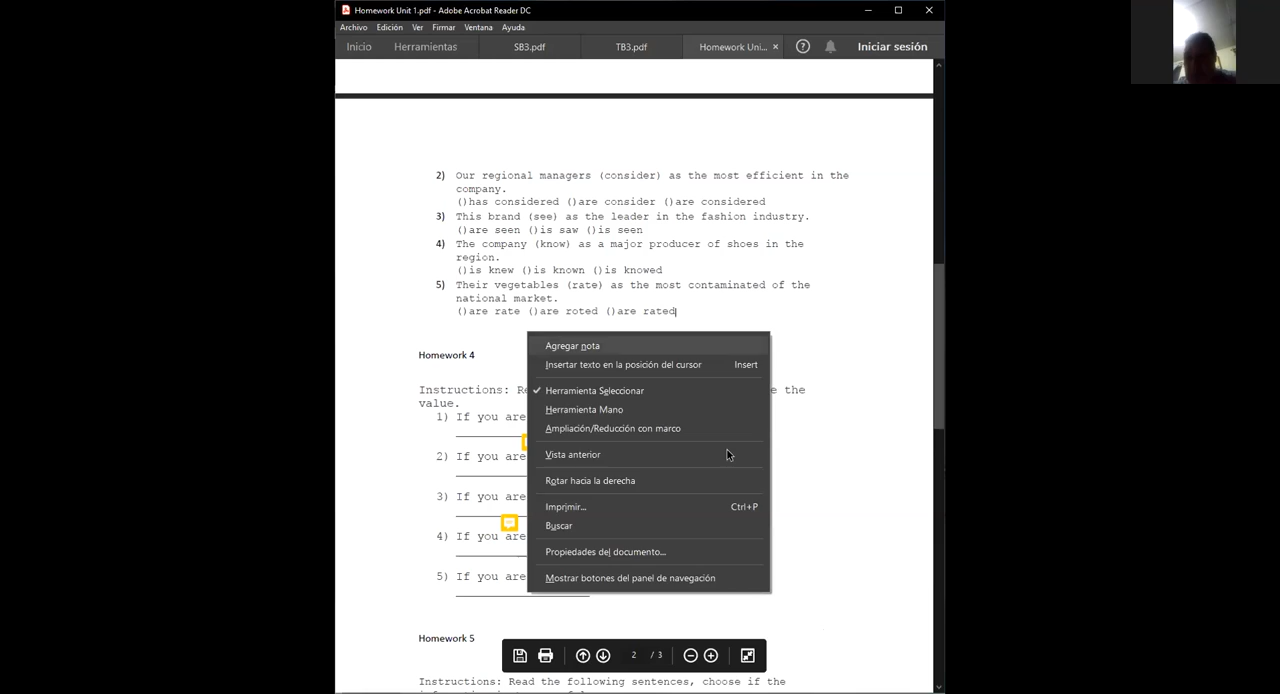 Homework Unit 1.pdf - Adobe Acrobat Reader DC
Archivo Edición Ver Firmar Ventana Ayuda
Inicio Herramientas SB3.pdf TB3.pdf Homework Uni... × ? Iniciar sesión
2) Our regional managers (consider) as the most efficient in the
company.
()has considered ()are consider ()are considered
3) This brand (see) as the leader in the fashion industry.
()are seen ()is saw ()is seen
4) The company (know) as a major producer of shoes in the
region.
()is knew ()is known ()is knowed
5) Their vegetables (rate) as the most contaminated of the
national market.
()are rate ()are roted ()are rated
Homework 4
Instructions: R the
value.
1) If you are
2) If you are
3) If you are
4) If you are
5) If you are
Agregar nota
Insertar texto en la posición del cursor Insert
Herramienta Seleccionar
Herramienta Mano
Ampliación/Reducción con marco
Vista anterior
Rotar hacia la derecha
Imprimir... Ctrl+P
Buscar
Propiedades del documento...
Mostrar botones del panel de navegación
Homework 5
2 / 3
Instructions: Read the following sentences, choose if the